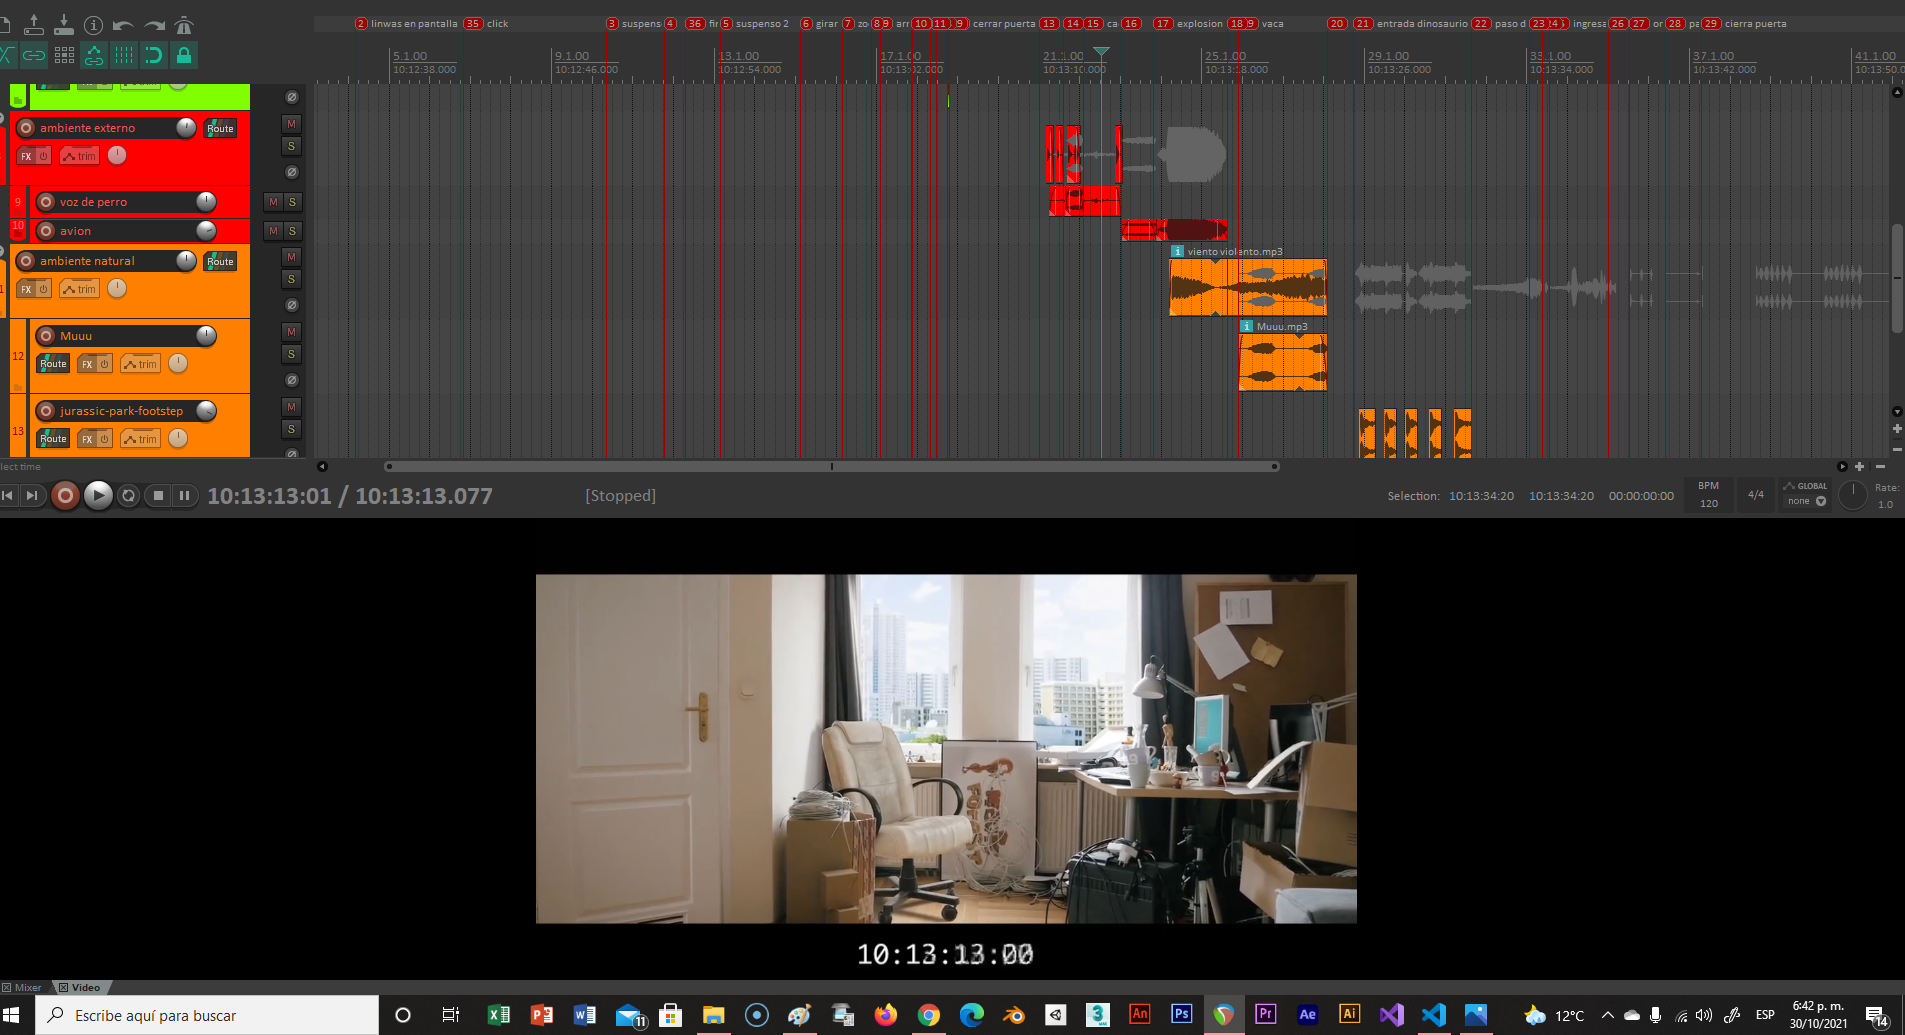 2 linwas en pantalla 35 click 3 suspens 4 36 fir 5 suspenso 2 6 girar 7 zo 8 9 arr 10 11 9 cerrar puerta 13 14 15 ca 16 17 explosion 18 9 vaca 20 21 entrada dinosaurio 22 paso d 23 24 ingresa 26 27 or 28 pa 29 cierra puerta
5.1.00 9.1.00 13.1.00 17.1.00 21.1.00 25.1.00 29.1.00 33.1.00 37.1.00 41.1.00
10:12:38.000 10:12:46.000 10:12:54.000 10:13:02.000 10:13:10.000 10:13:18.000 10:13:26.000 10:13:34.000 10:13:42.000 10:13:50.0
ambiente externo Route M
S
FX trim
9 voz de perro M S
10 avion M S
ambiente natural Route M
viento violento.mp3
S
FX trim
Muuu M
Muuu.mp3
12 S
Route FX trim
jurassic-park-footstep M
13 S
Route FX trim
lect time
10:13:13:01 / 10:13:13.077 [Stopped] Selection: 10:13:34:20 10:13:34:20 00:00:00:00
BPM 120 4/4 GLOBAL none Rate: 1.0
10:13:13:00
Mixer Video
Escribe aquí para buscar
11 An Ps Pr Ae Ai 12°C ESP 6:42 p. m.
30/10/2021 14